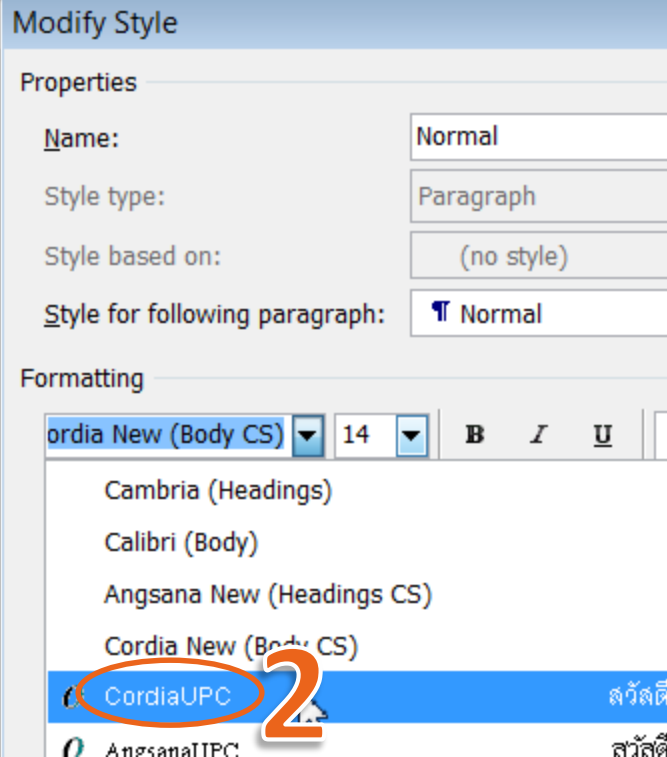 Modify Style
Properties
Name:
Normal
Style type:
Paragraph
Style based on:
(no style)
Style for following paragraph:
¶ Normal
Formatting
ordia New (Body CS)
14
B I U
Cambria (Headings)
Calibri (Body)
Angsana New (Headings CS)
Cordia New (Body CS)
CordiaUPC
สวัสดี
2
AngsanaUPC
สวัสดี